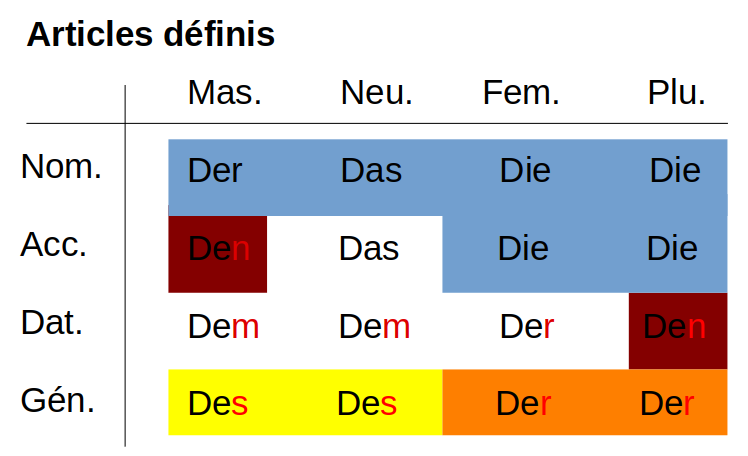 Articles définis
Mas. Neu. Fem. Plu.
Nom. Der Das Die Die
Acc. Den Das Die Die
Dat. Dem Dem Der Den
Gén. Des Des Der Der